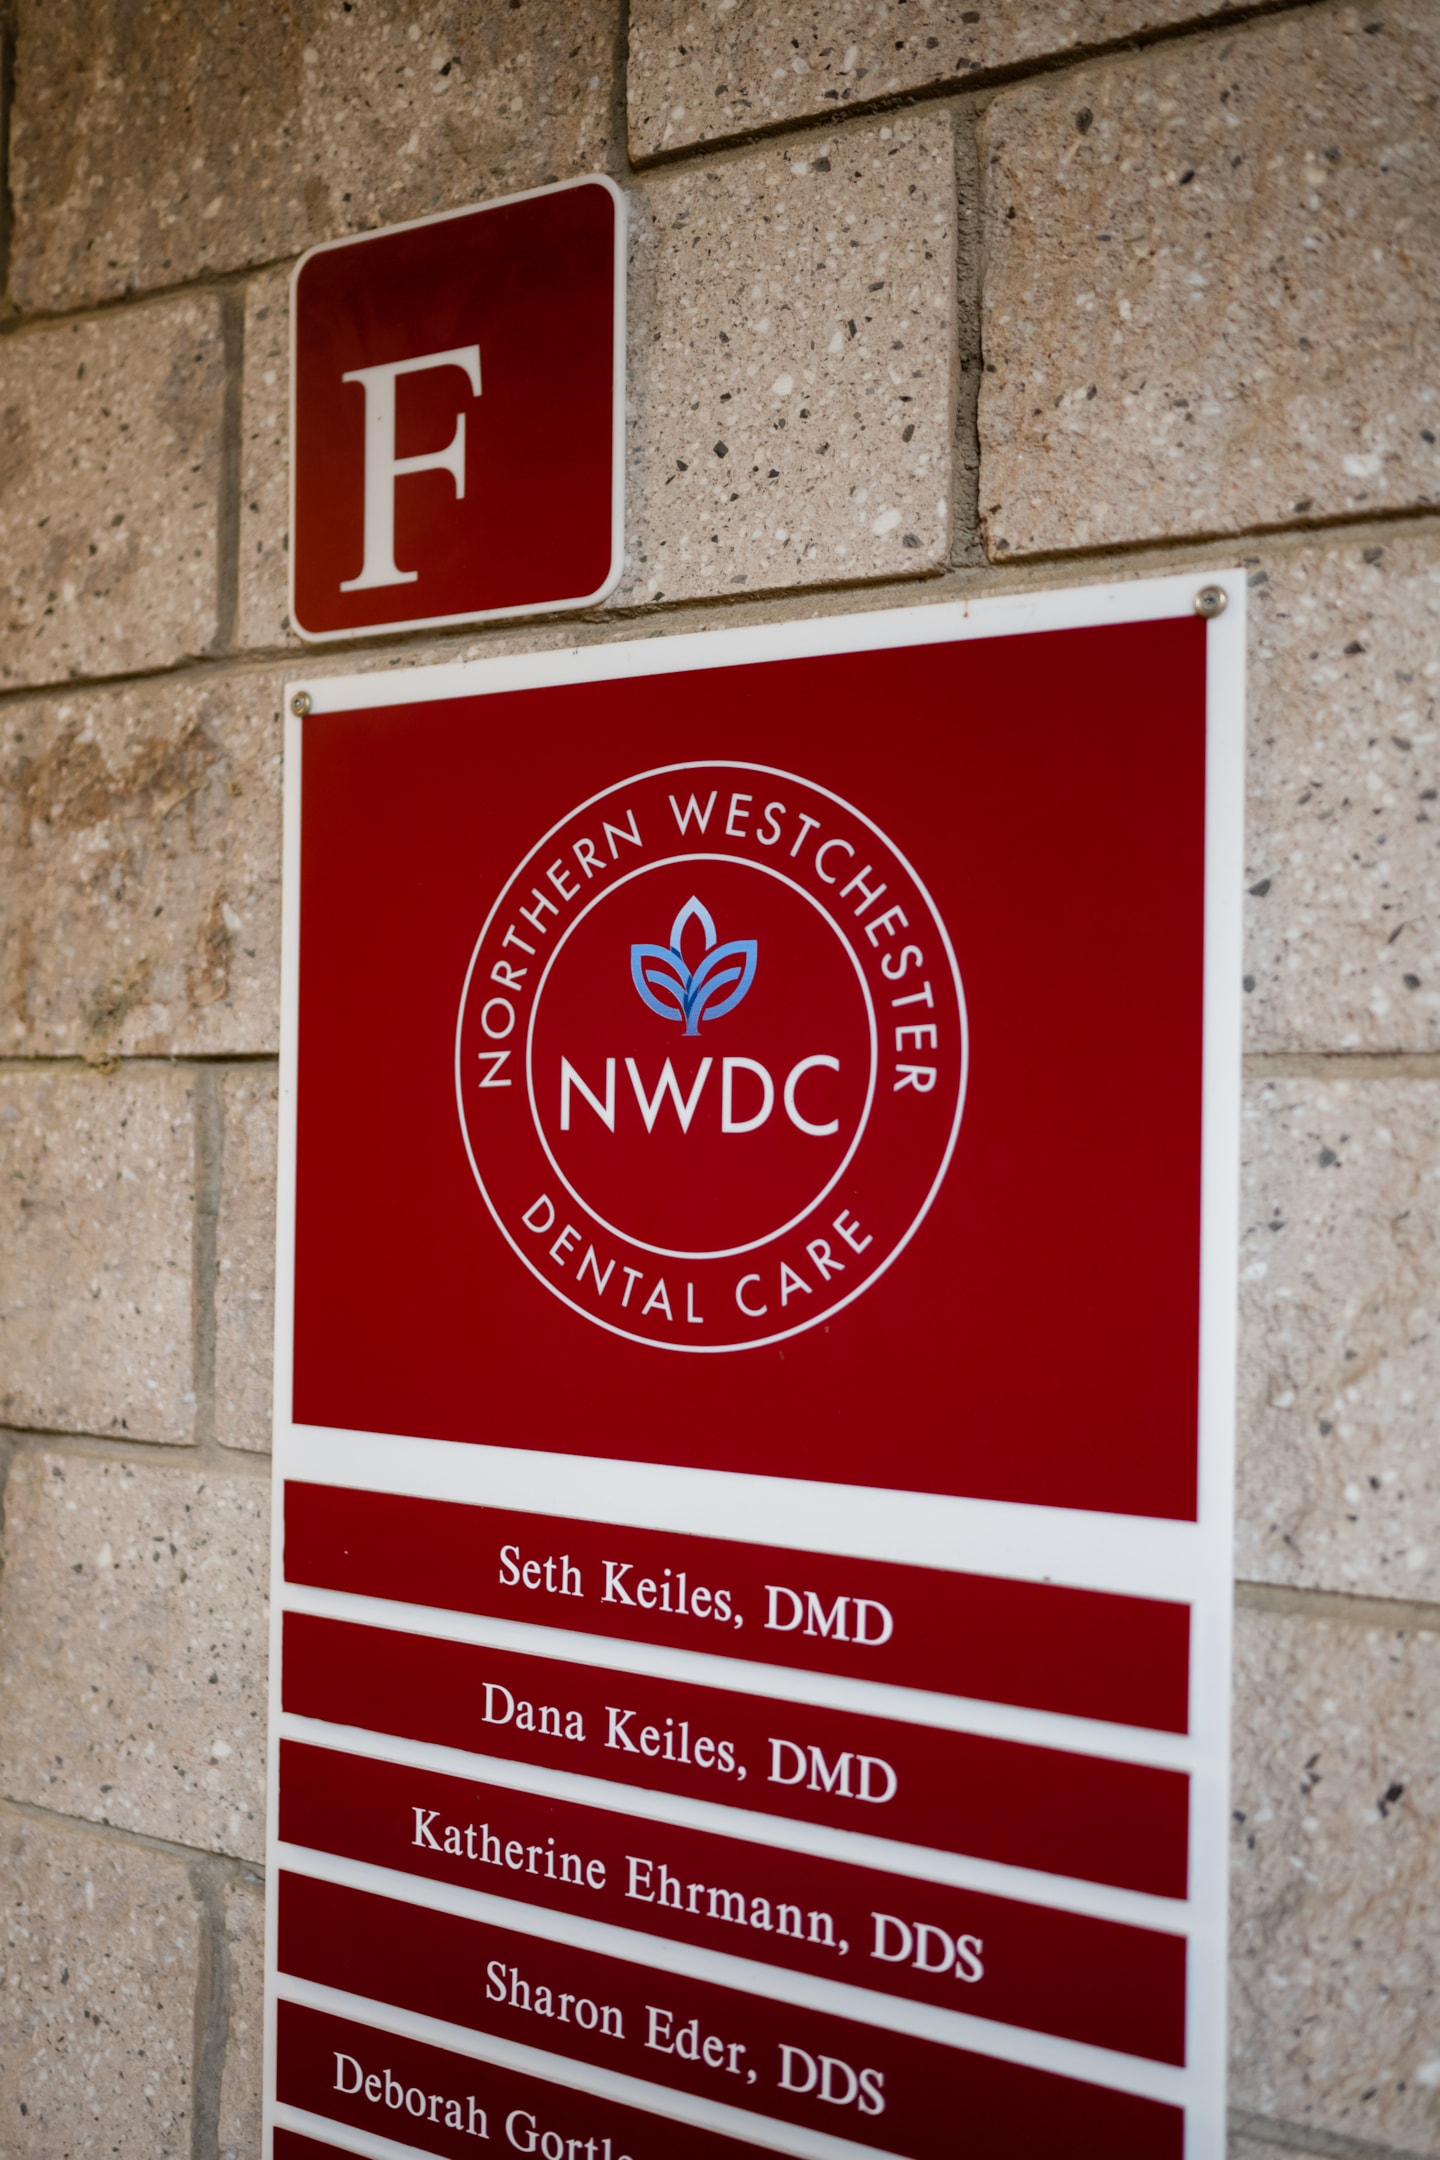 F
NORTHERN WESTCHESTER
NWDC
DENTAL CARE
Seth Keiles, DMD
Dana Keiles, DMD
Katherine Ehrmann, DDS
Sharon Eder, DDS
Deborah